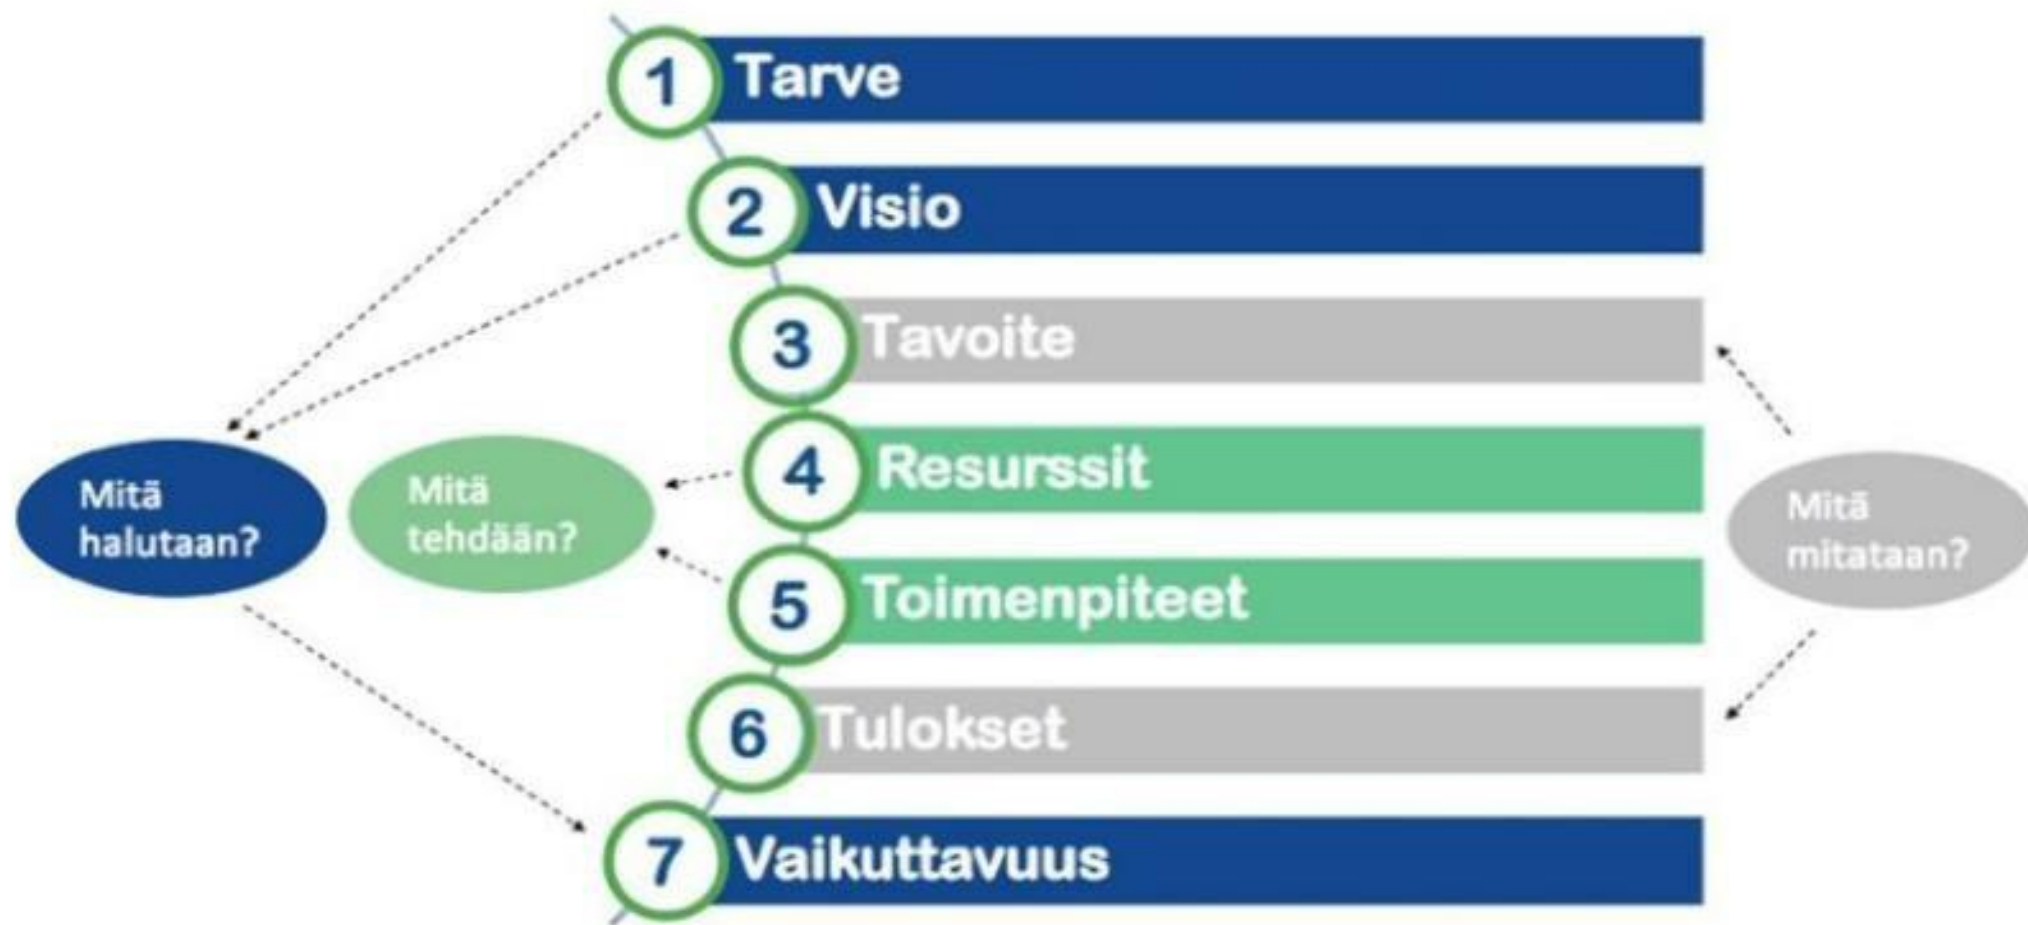 1 Tarve
2 Visio
3 Tavoite
4 Resurssit
5 Toimenpiteet
6 Tulokset
7 Vaikuttavuus
Mitä
halutaan?
Mitä
tehdään?
Mitä
mitataan?